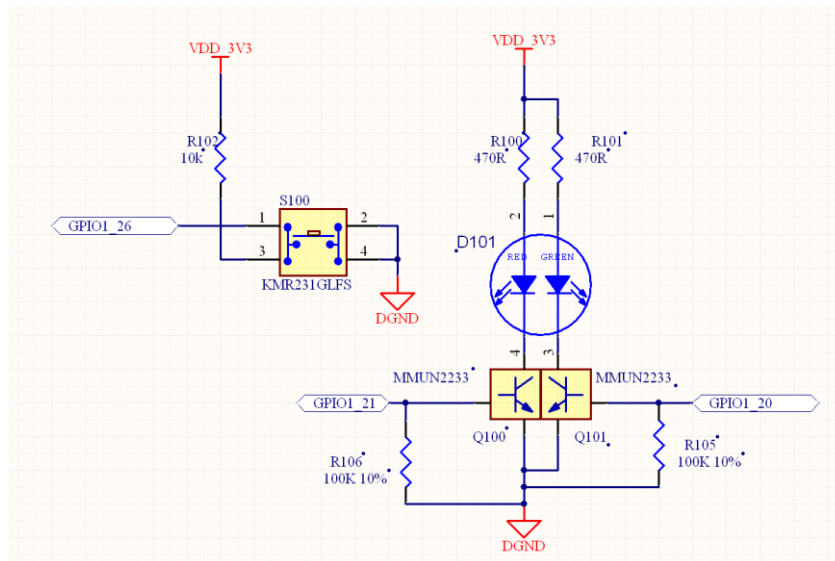 VDD_3V3
R102
10k
S100
1
2
GPIO1_26
3
4
KMR231GLFS
DGND
VDD_3V3
R100
470R
R101
470R
2
1
D101
RED
GREEN
4
3
MMUN2233
MMUN2233
GPIO1_21
GPIO1_20
Q100
Q101
R106
100K 10%
R105
100K 10%
DGND